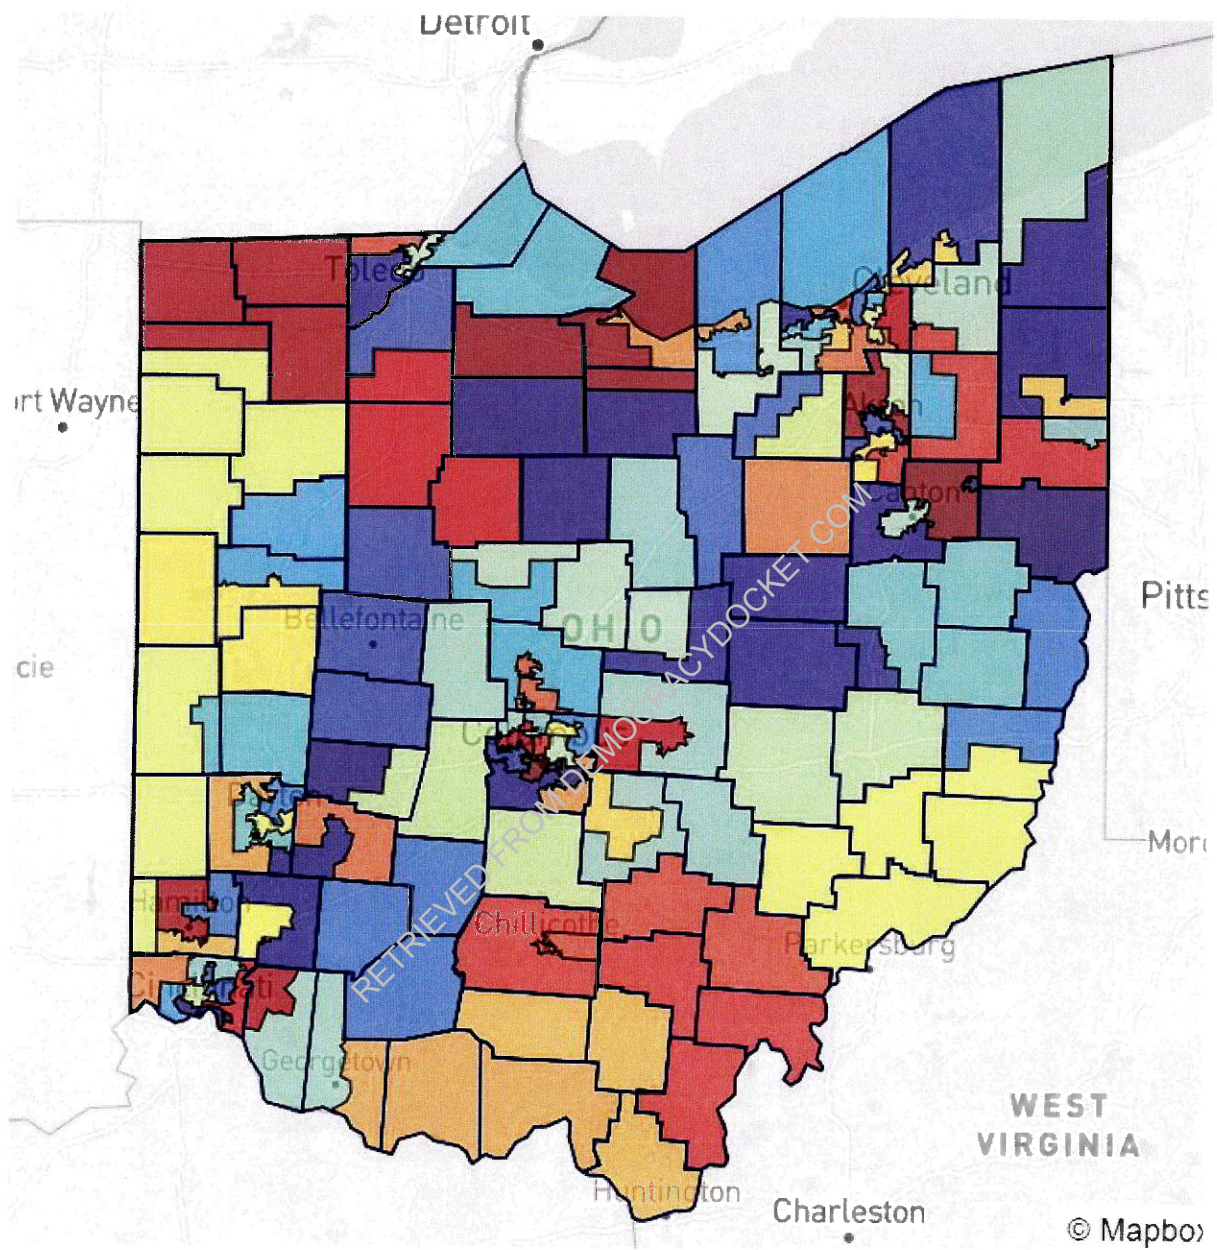 Detroit
Toledo
Cleveland
rt Wayne
Akron
Canton
Pitts
Bellefontaine
OHIO
cie
Mor
Hamilton
Chillicothe
Parkersburg
Cincinnati
Georgetown
WEST
VIRGINIA
Huntington
Charleston
© Mapbox
RETRIEVED FROM DEMOCRACYDOCKET.COM